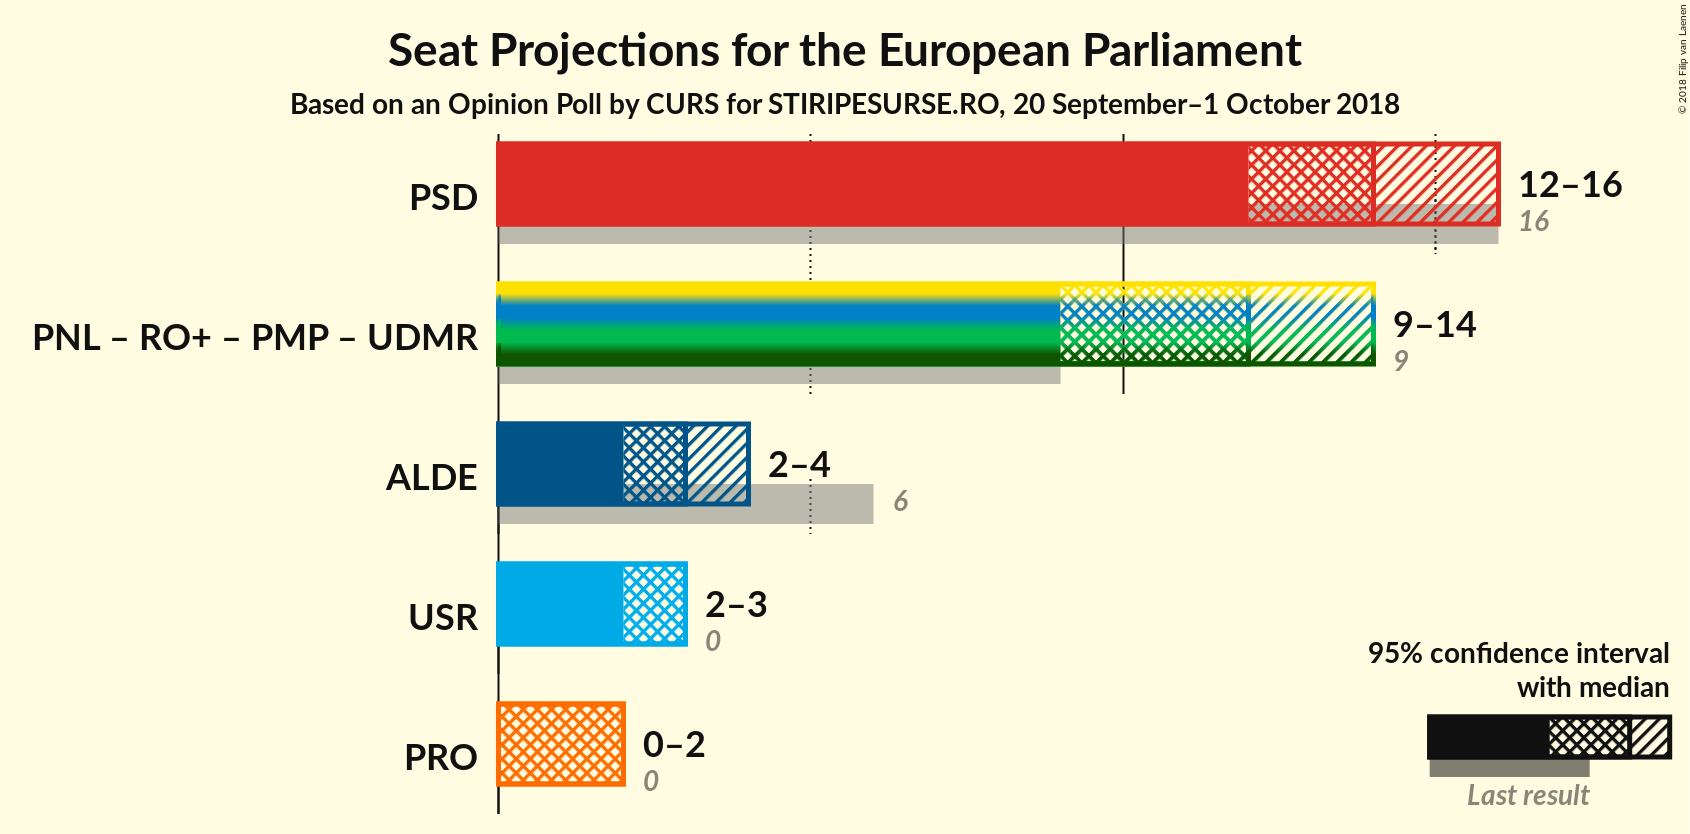 Seat Projections for the European Parliament
Based on an Opinion Poll by CURS for STIRIPESURSE.RO, 20 September–1 October 2018
© 2018 Filip van Laenen
PSD
12–16
16
PNL – RO+ – PMP – UDMR
9–14
9
ALDE
2–4
6
USR
2–3
0
PRO
0–2
0
95% confidence interval
with median
Last result